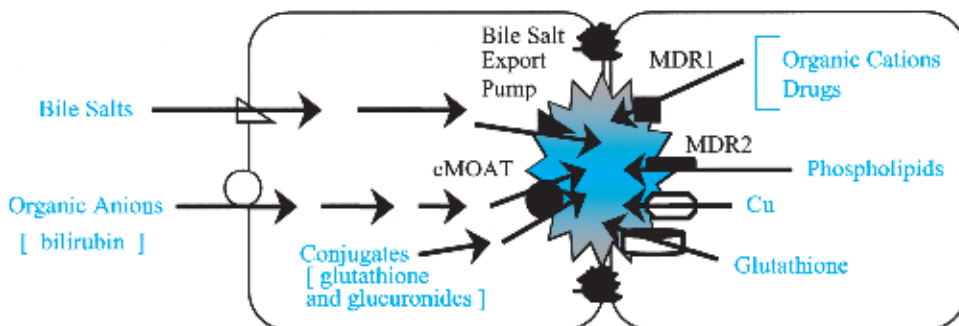 Bile Salt
Export
Pump
MDR1
Organic Cations
Drugs
Bile Salts
MDR2
cMOAT
Phospholipids
Organic Anions
[ bilirubin ]
Cu
Conjugates
[ glutathione
and glucuronides ]
Glutathione